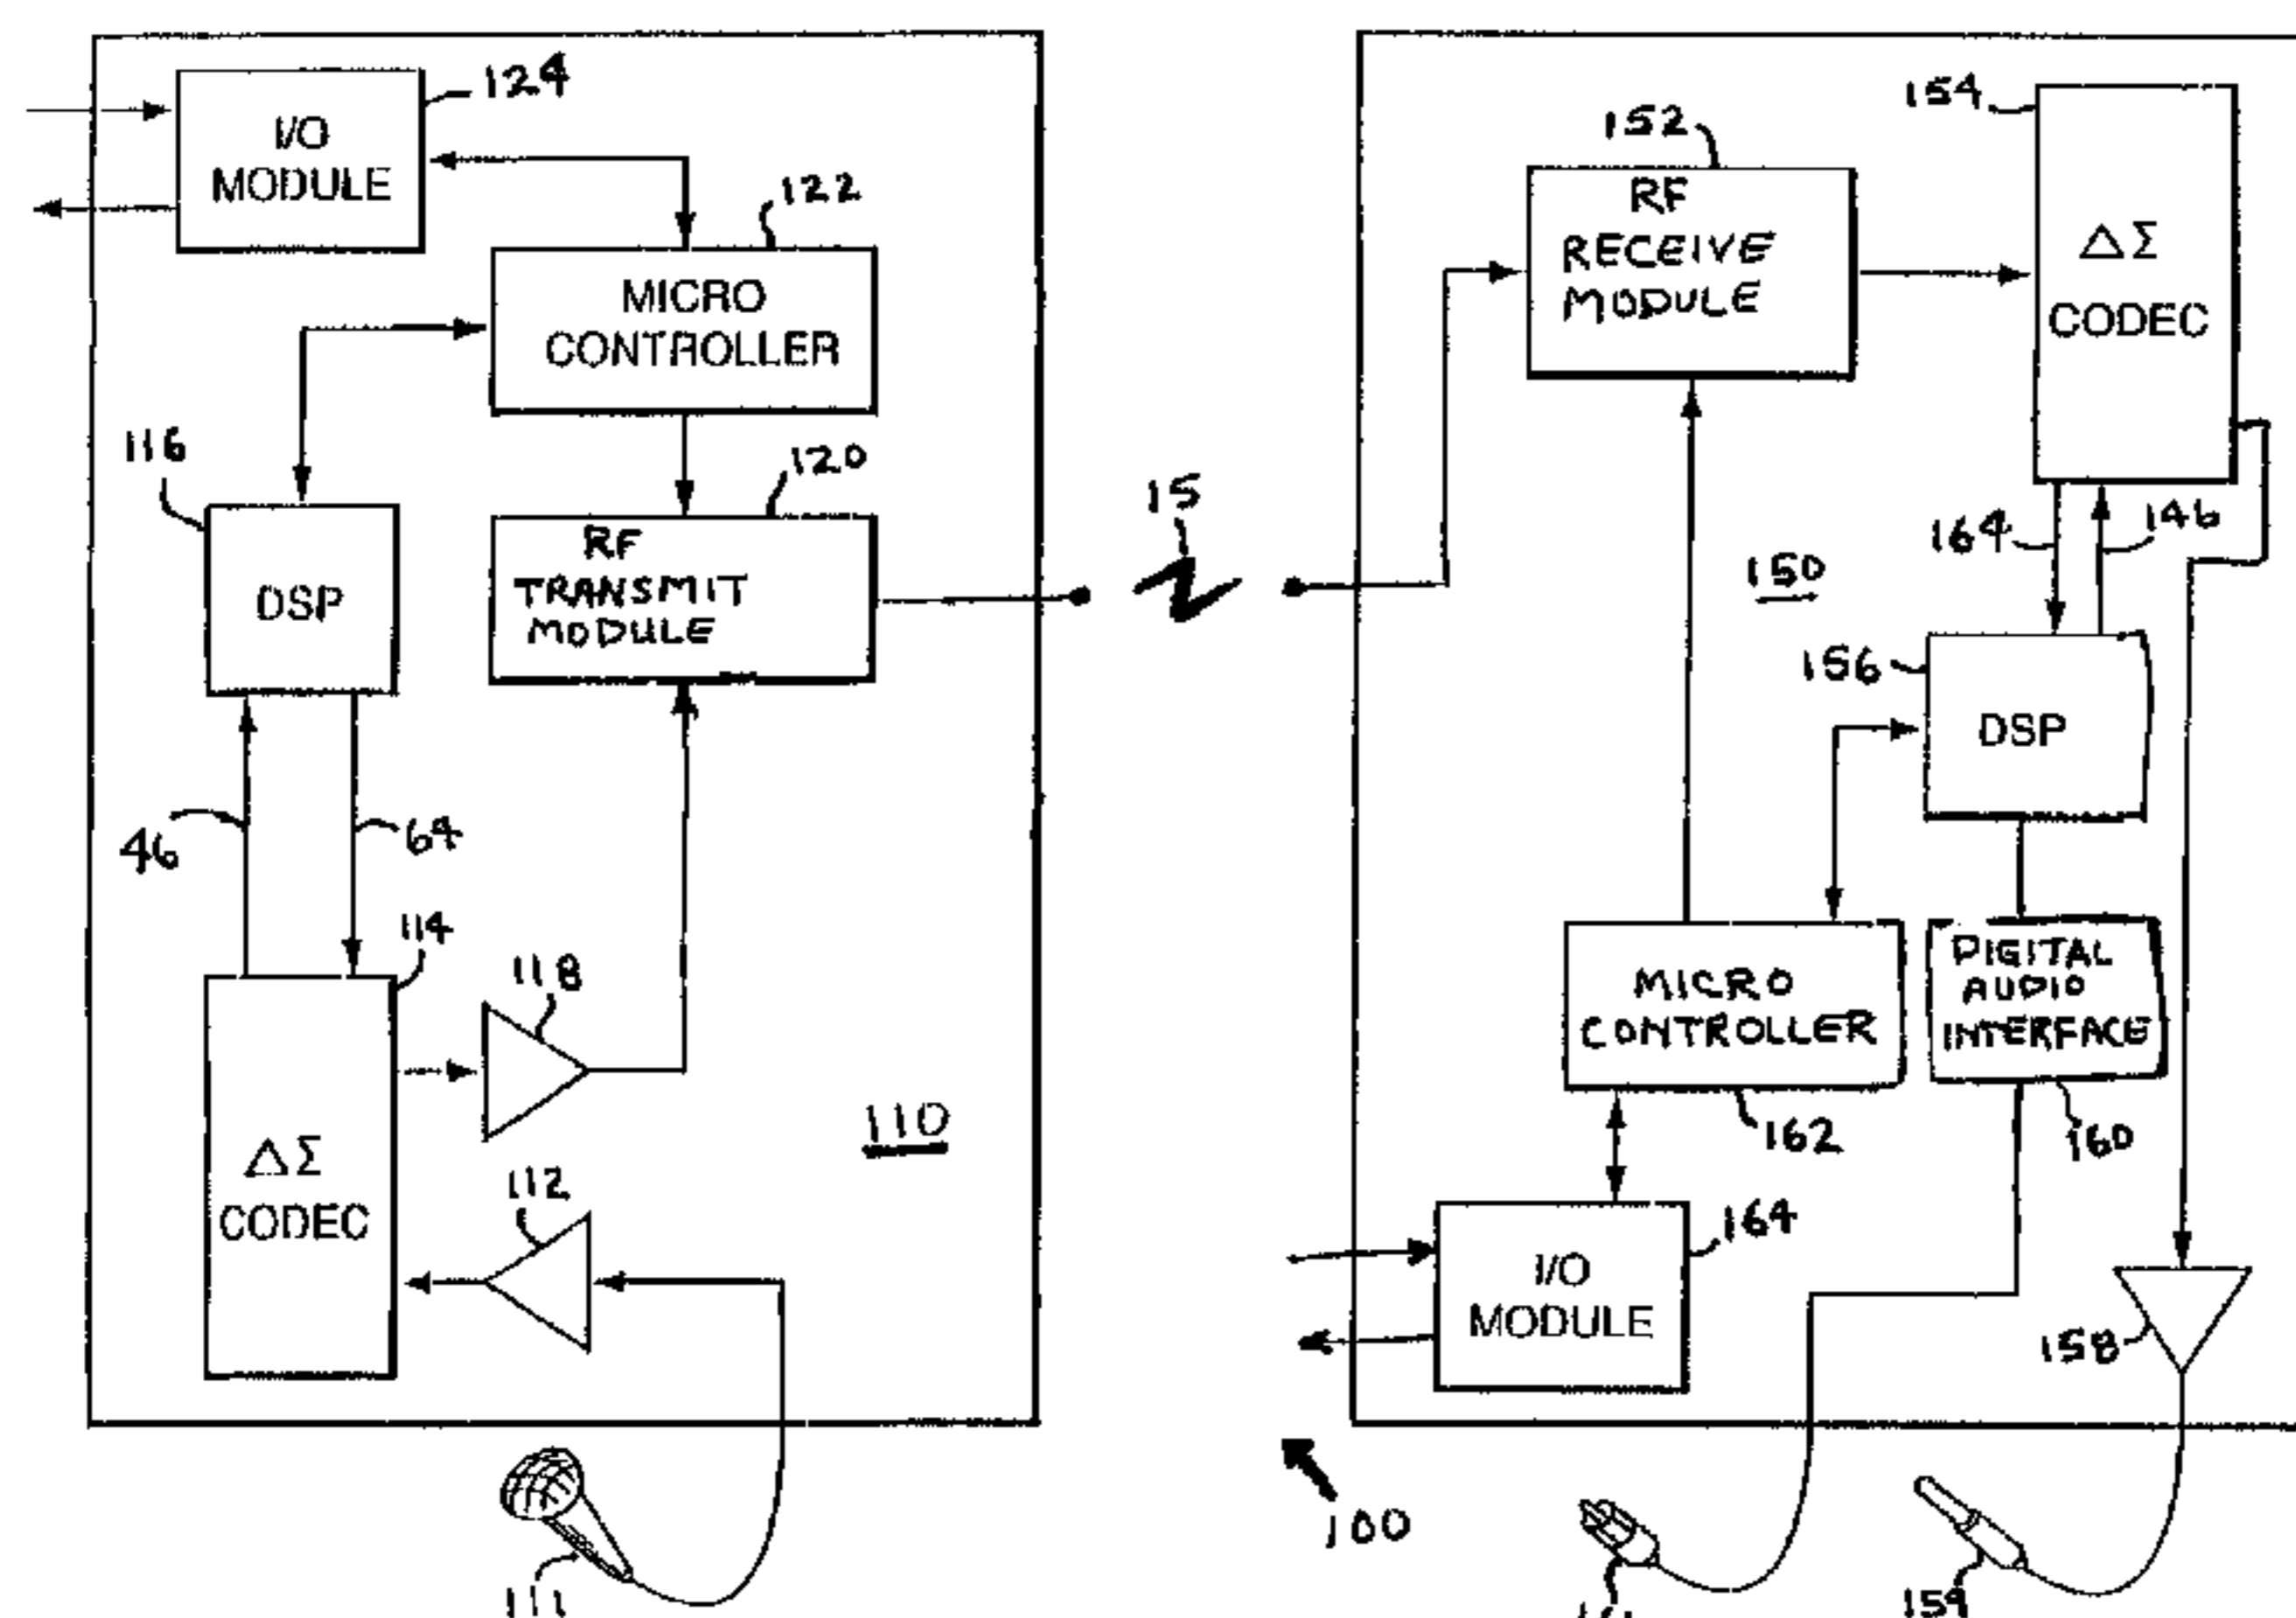 124
I/O
MODULE
122
MICRO
CONTROLLER
116
DSP
120
RF
TRANSMIT
MODULE
46
64
114
118
ΔΣ
CODEC
112
110
111
15
152
RF
RECEIVE
MODULE
154
ΔΣ
CODEC
164
146
150
156
DSP
MICRO
CONTROLLER
162
DIGITAL
AUDIO
INTERFACE
160
I/O
MODULE
164
158
100
159